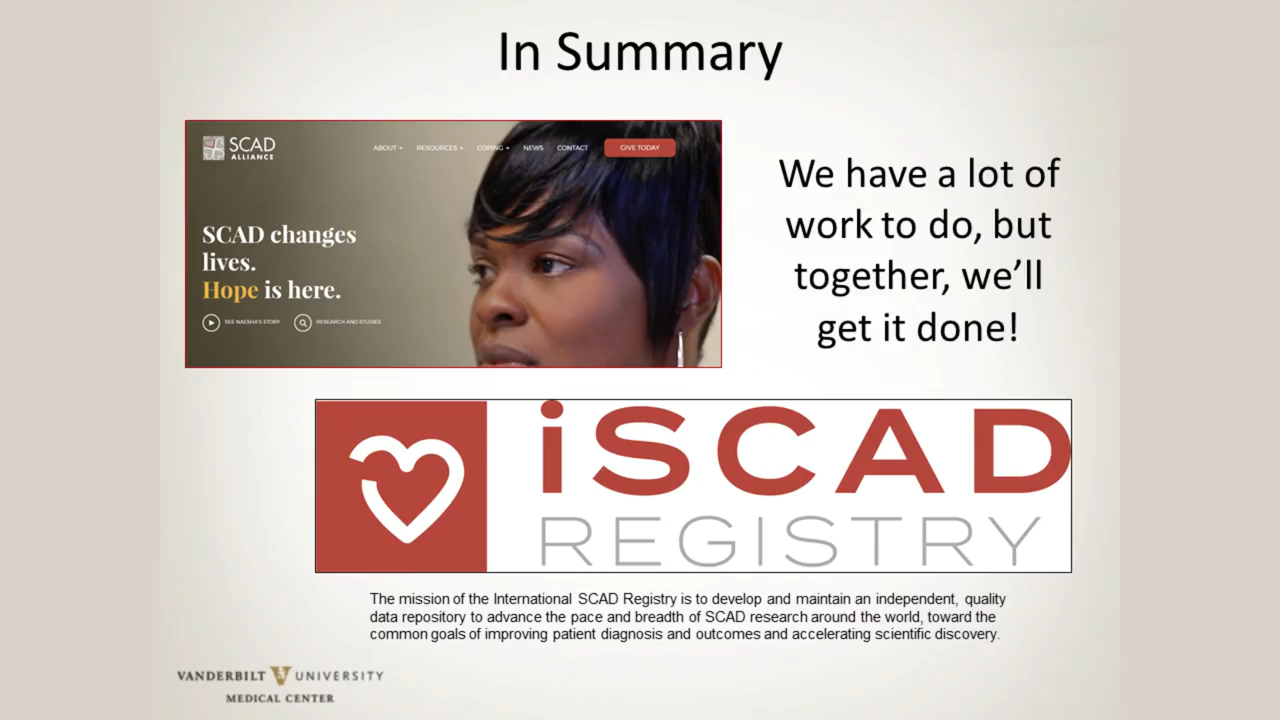 In Summary
SCAD
ALLIANCE
ABOUT RESOURCES COPING NEWS CONTACT GIVE TODAY
SCAD changes
lives.
Hope is here.
SEE NAESHA'S STORY RESEARCH AND STUDIES
We have a lot of
work to do, but
together, we’ll
get it done!
iSCAD
REGISTRY
The mission of the International SCAD Registry is to develop and maintain an independent, quality
data repository to advance the pace and breadth of SCAD research around the world, toward the
common goals of improving patient diagnosis and outcomes and accelerating scientific discovery.
VANDERBILT V UNIVERSITY
MEDICAL CENTER